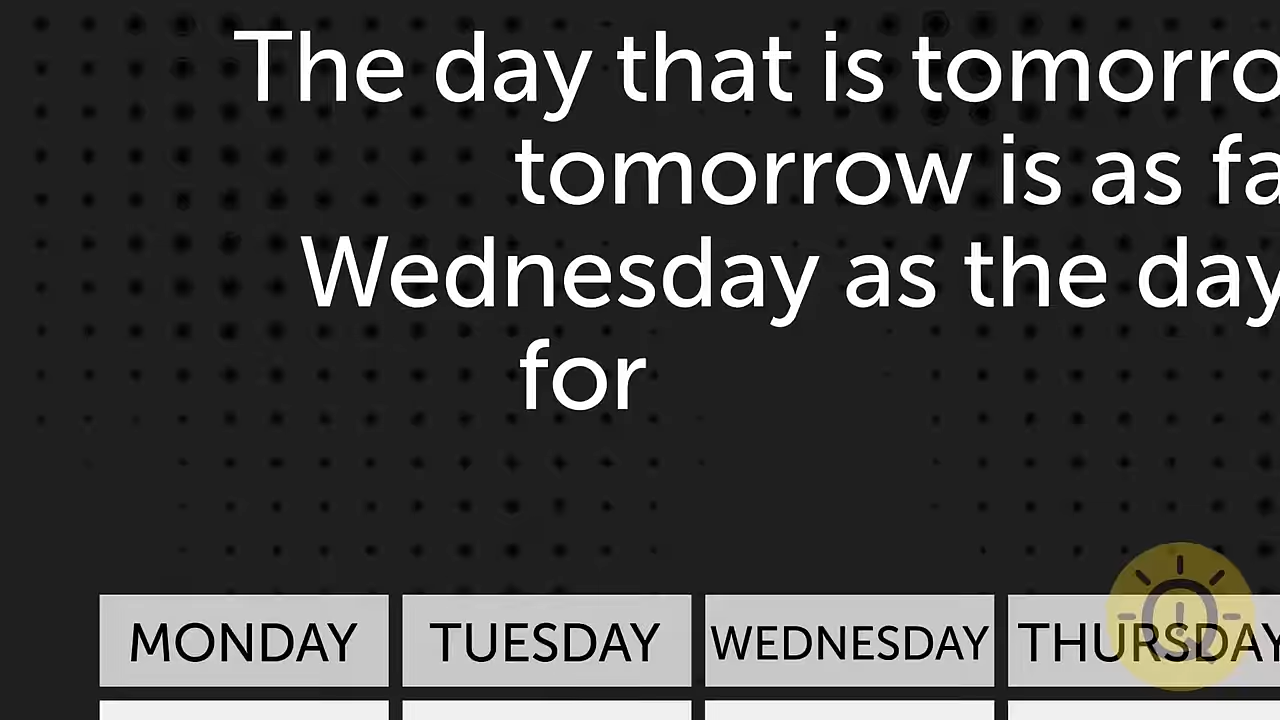 The day that is tomorro
tomorrow is as fa
Wednesday as the day
for
MONDAY TUESDAY WEDNESDAY THURSDAY